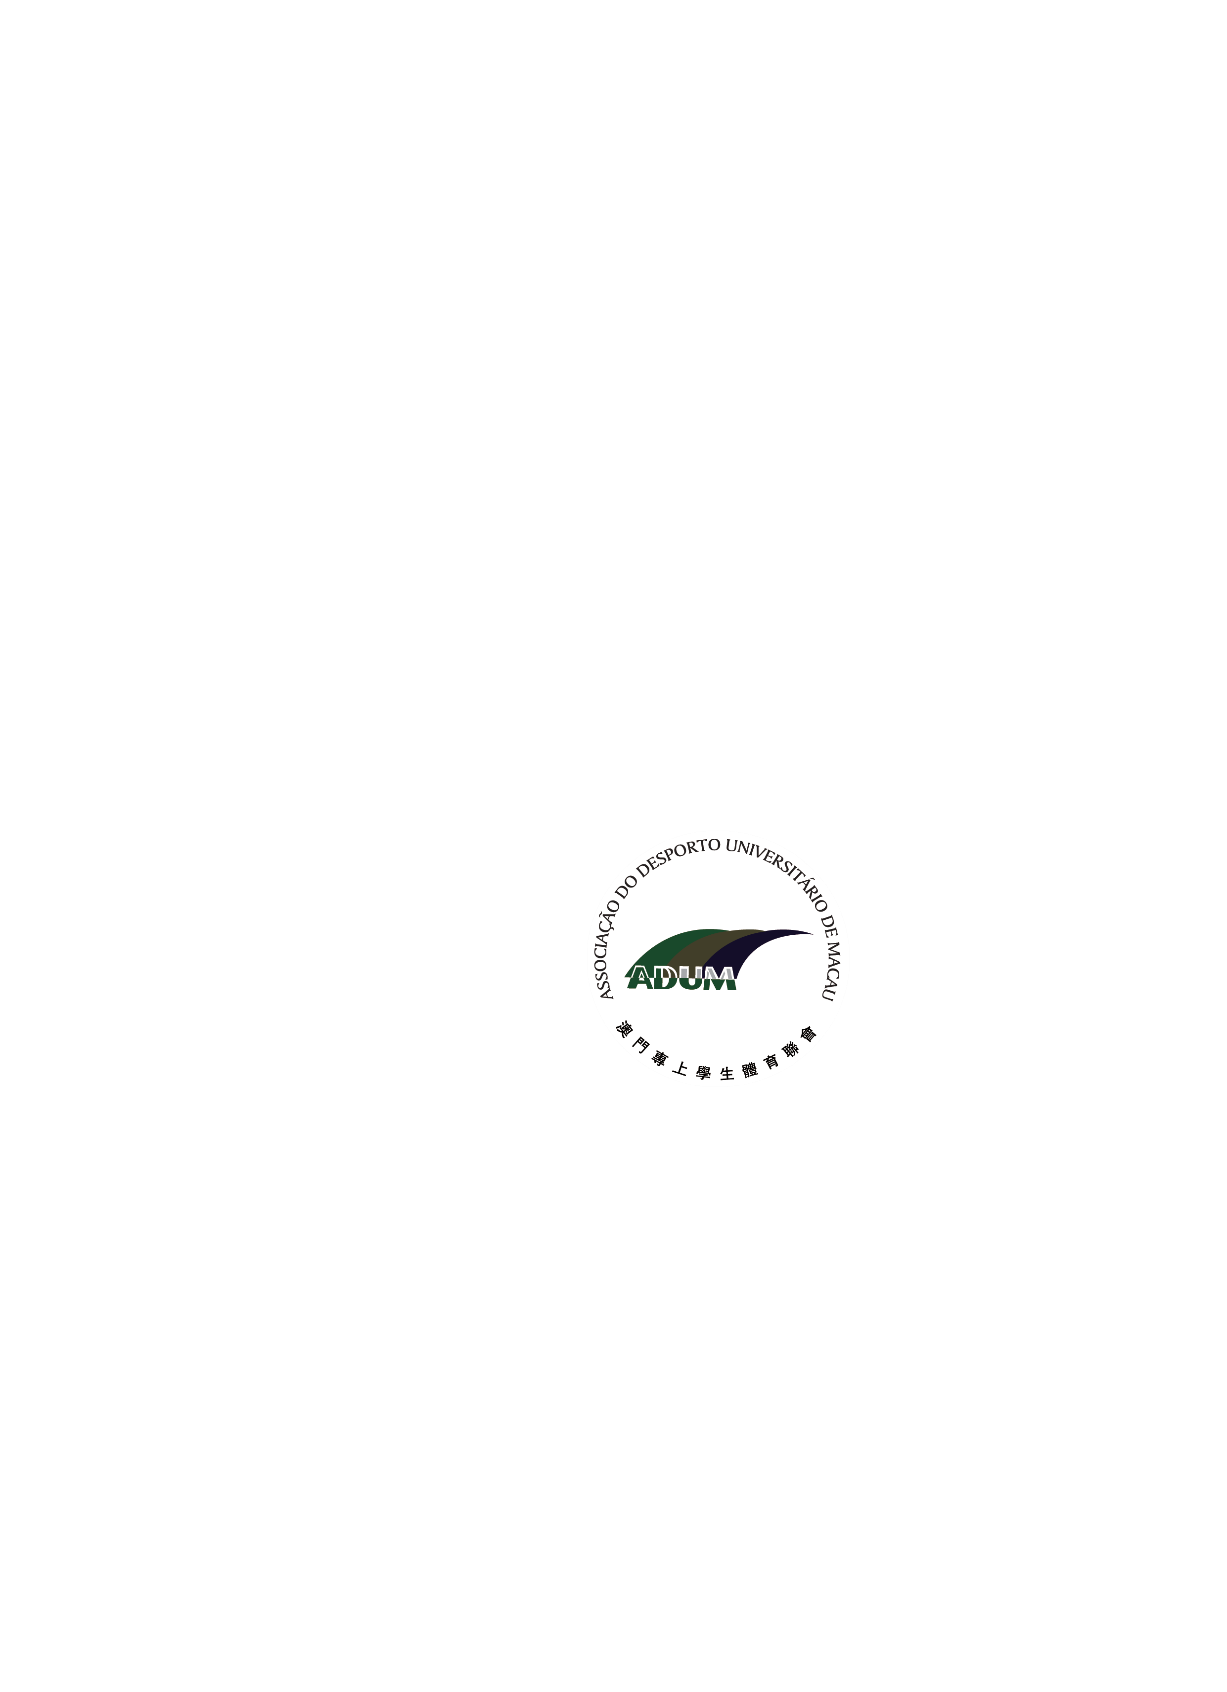 ASSOCIAÇÃO DO DESPORTO UNIVERSITÁRIO DE MACAU
ADUM
澳門專上學生體育聯會